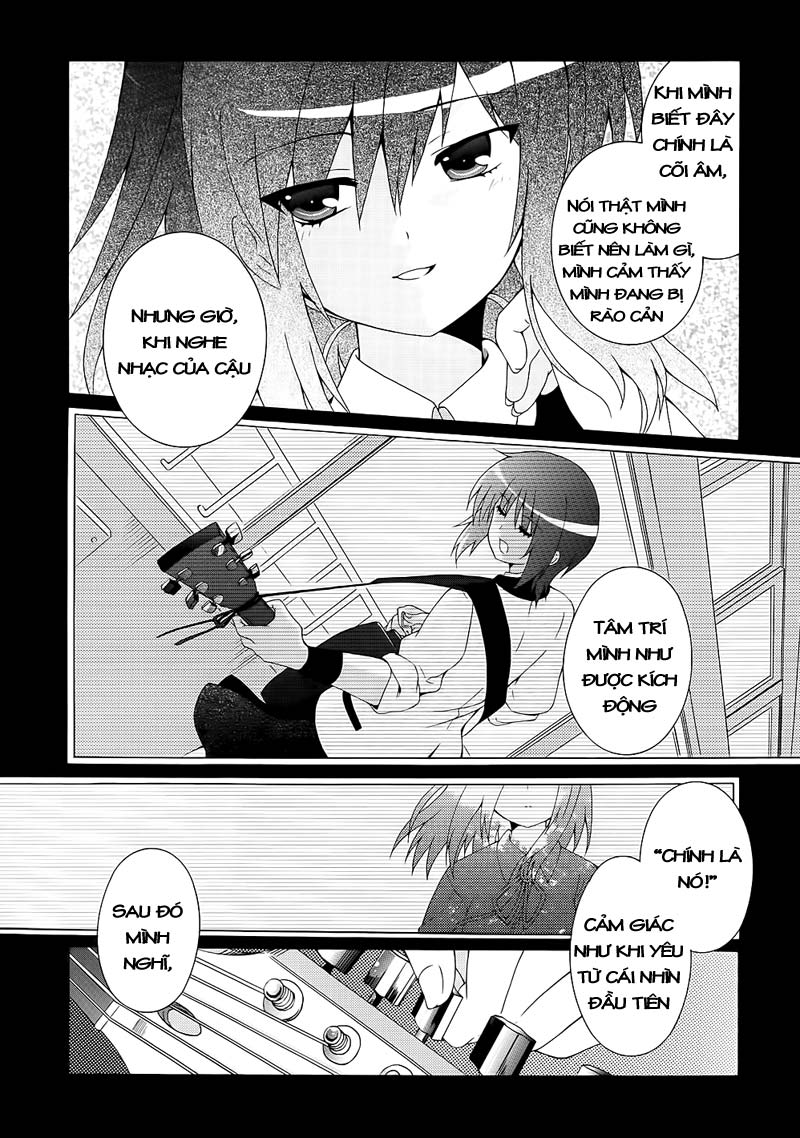 KHI MÌNH
BIẾT ĐÂY
CHÍNH LÀ
CÕI ÂM,
NÓI THẬT MÌNH
CŨNG KHÔNG
BIẾT NÊN LÀM GÌ,
MÌNH CẢM THẤY
MÌNH ĐANG BỊ
RÀO CẢN
NHƯNG GIỜ,
KHI NGHE
NHẠC CỦA CẬU
TÂM TRÍ
MÌNH NHƯ
ĐƯỢC KÍCH
ĐỘNG
“CHÍNH LÀ
NÓ!”
CẢM GIÁC
NHƯ KHI YÊU
TỪ CÁI NHÌN
ĐẦU TIÊN
SAU ĐÓ
MÌNH
NGHĨ,